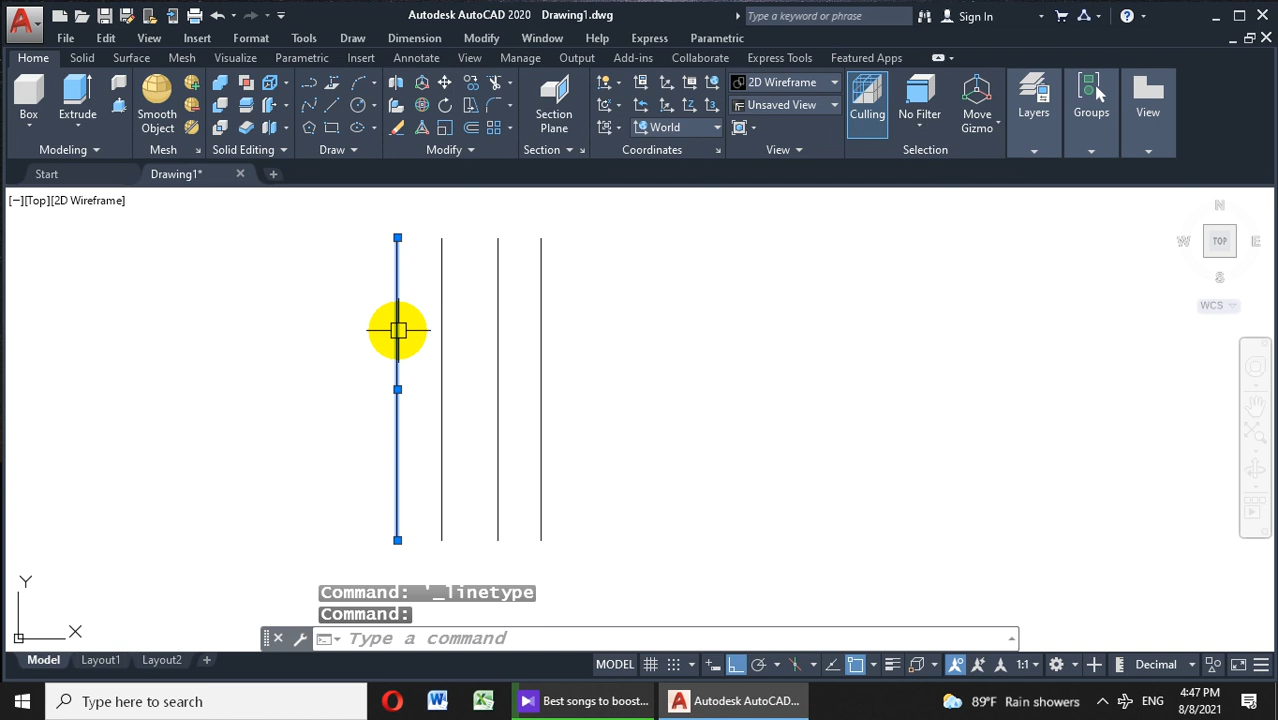 Autodesk AutoCAD 2020 Drawing1.dwg
Type a keyword or phrase
Sign In
File Edit View Insert Format Tools Draw Dimension Modify Window Help Express Parametric
Home Solid Surface Mesh Visualize Parametric Insert Annotate View Manage Output Add-ins Collaborate Express Tools Featured Apps
Box
Extrude
Smooth
Object
Section
Plane
2D Wireframe
Unsaved View
World
Culling
No Filter
Move
Gizmo
Layers
Groups
View
Modeling Mesh Solid Editing Draw Modify Section Coordinates View Selection
Start
Drawing1*
[−][Top][2D Wireframe]
N
W
TOP
E
S
WCS
Y
X
Command: '_linetype
Command:
Type a command
Model Layout1 Layout2
MODEL
1:1
Decimal
Type here to search
Best songs to boost...
Autodesk AutoCAD...
89°F Rain showers
ENG
4:47 PM
8/8/2021